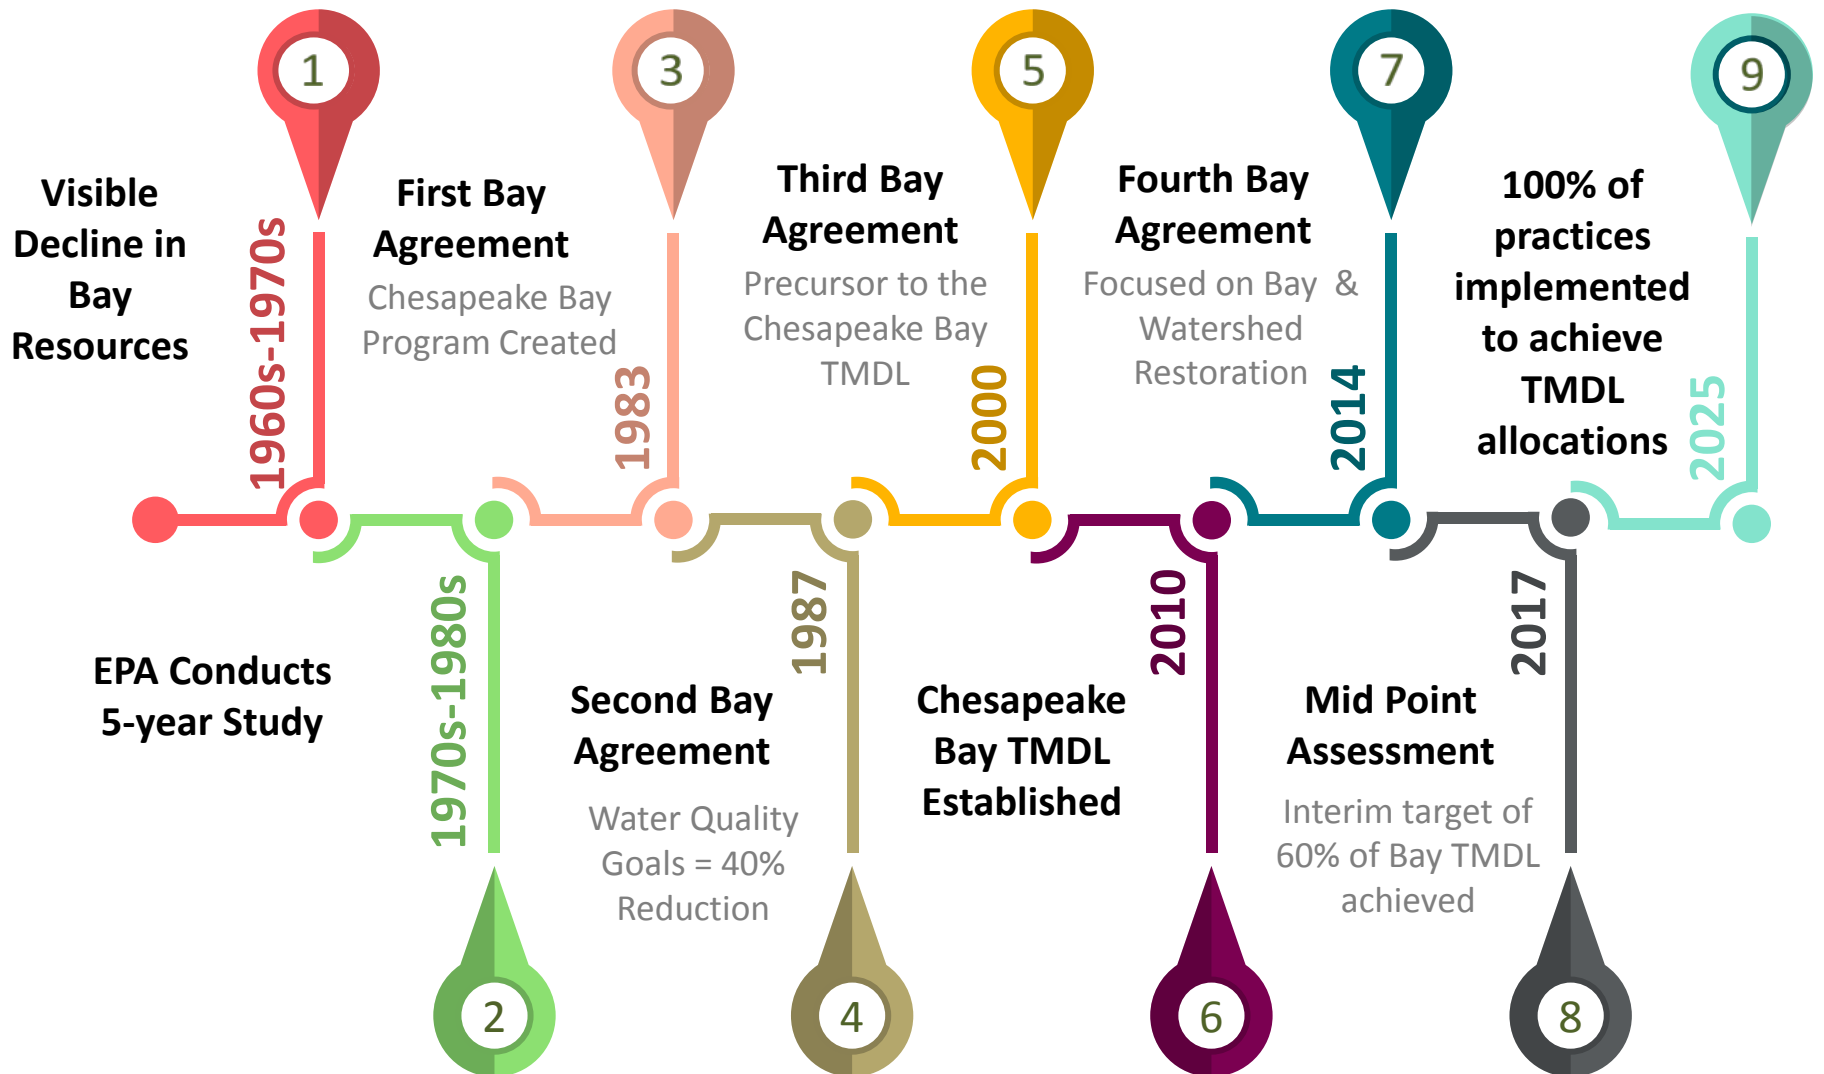 1
Visible
Decline in
Bay
Resources
1960s-1970s
2
EPA Conducts
5-year Study
1970s-1980s
3
First Bay
Agreement
Chesapeake Bay
Program Created
1983
4
Second Bay
Agreement
Water Quality
Goals = 40%
Reduction
1987
5
Third Bay
Agreement
Precursor to the
Chesapeake Bay
TMDL
2000
6
Chesapeake
Bay TMDL
Established
2010
7
Fourth Bay
Agreement
Focused on Bay &
Watershed
Restoration
2014
8
Mid Point
Assessment
Interim target of
60% of Bay TMDL
achieved
2017
9
100% of
practices
implemented
to achieve
TMDL
allocations
2025